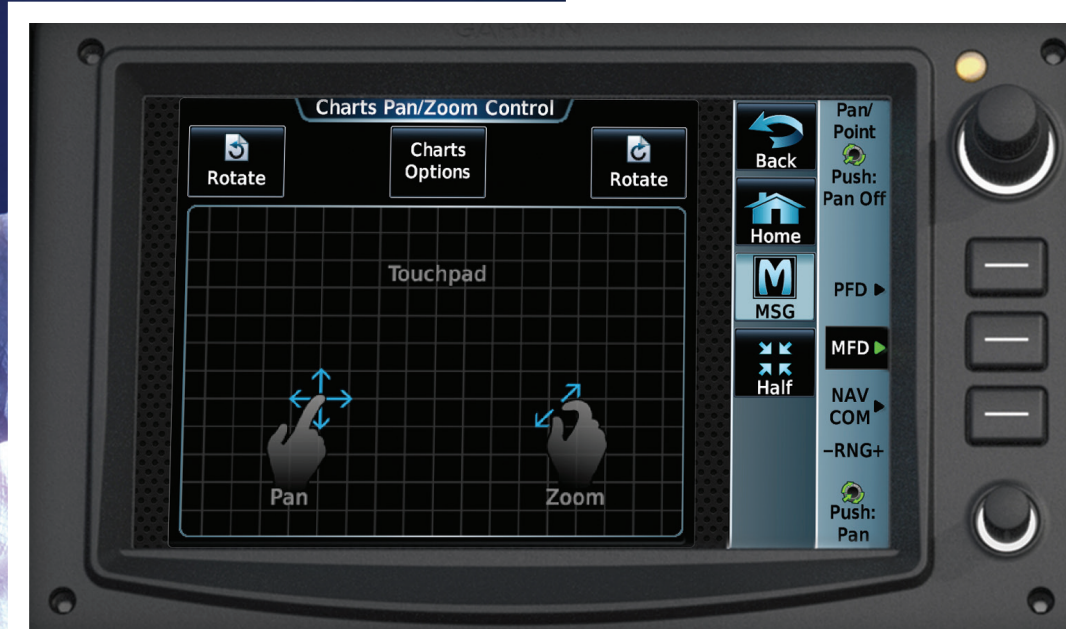 GARMIN
Charts Pan/Zoom Control
Rotate
Charts
Options
Rotate
Touchpad
Pan
Zoom
Back
Home
MSG
Half
Pan/
Point
Push:
Pan Off
PFD
MFD
NAV
COM
–RNG+
Push:
Pan